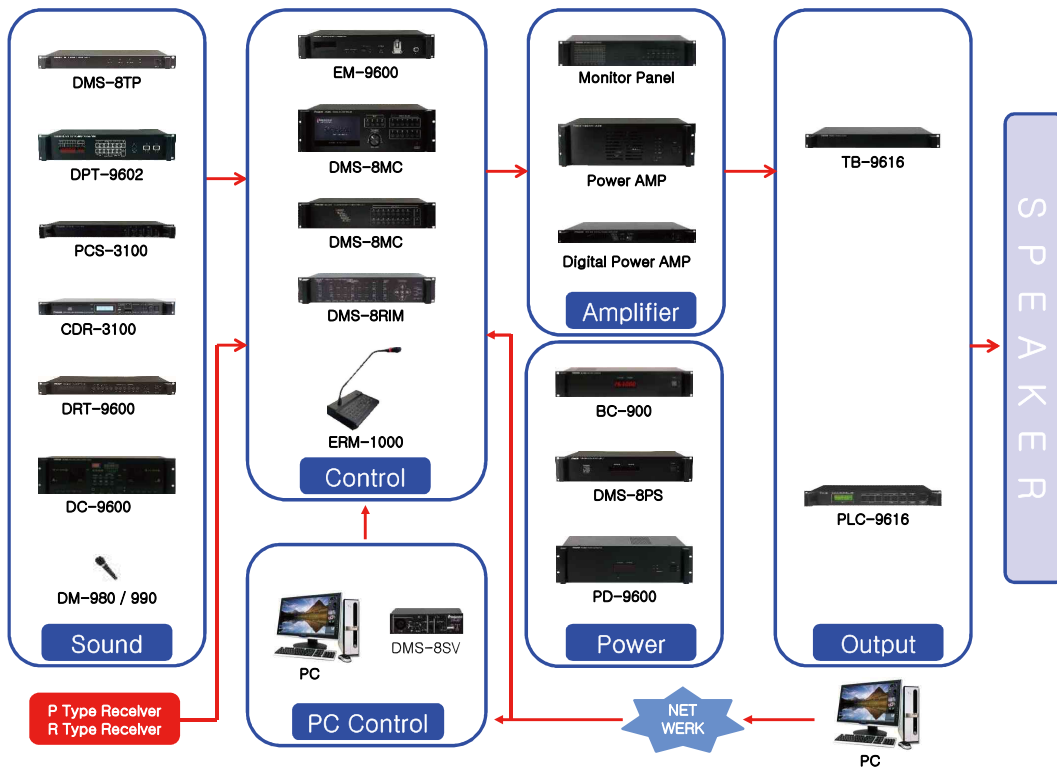 DMS-8TP
DPT-9602
PCS-3100
CDR-3100
DRT-9600
DC-9600
DM-980 / 990
Sound
P Type Receiver
R Type Receiver
EM-9600
DMS-8MC
DMS-8MC
DMS-8RIM
ERM-1000
Control
PC
DMS-8SV
PC Control
Monitor Panel
Power AMP
Digital Power AMP
Amplifier
BC-900
DMS-8PS
PD-9600
Power
NET
WERK
TB-9616
PLC-9616
Output
PC
SPEAKER